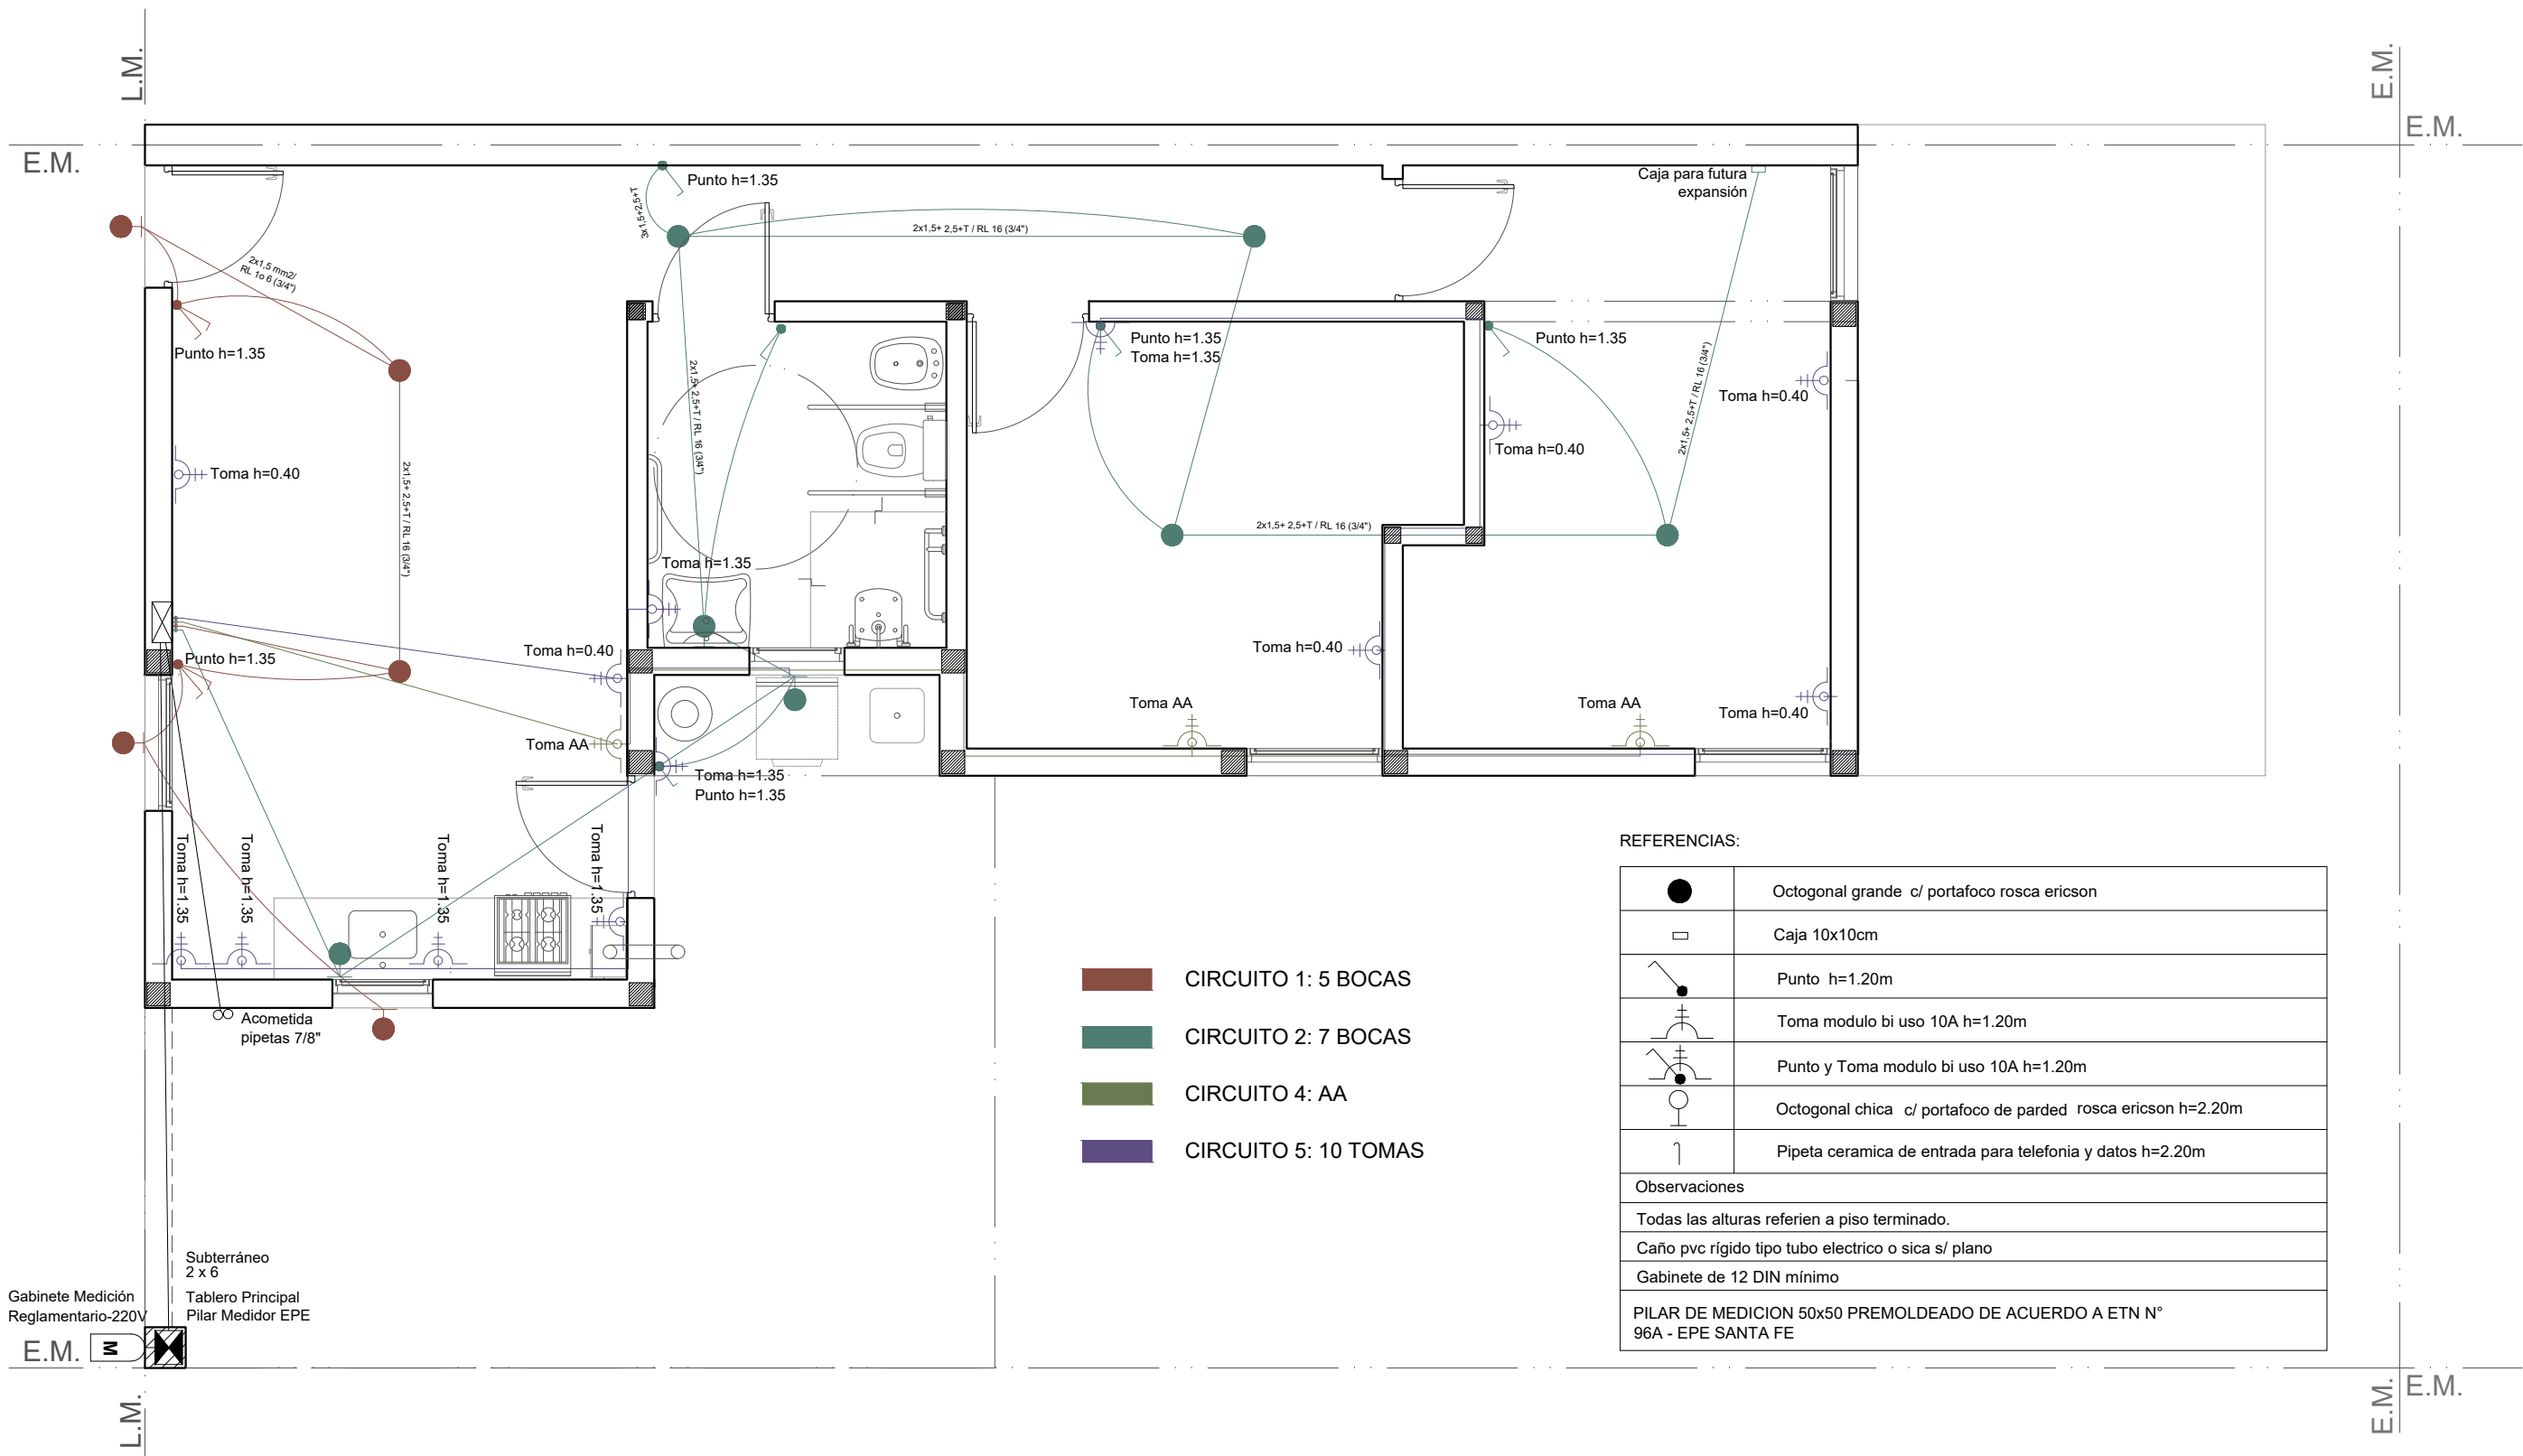 L.M.
E.M.
E.M.
E.M.
E.M.
Punto h=1.35
3x1,5+2,5+T
2x1,5+ 2,5+T / RL 16 (3/4")
Caja para futura
expansión
2x1,5 mm2/
RL 1o 6 (3/4")
Punto h=1.35
Punto h=1.35
Toma h=1.35
Punto h=1.35
2x1,5+ 2,5+T / RL 16 (3/4")
2x1,5+ 2,5+T / RL 16 (3/4")
Toma h=0.40
Toma h=0.40
Toma h=0.40
2x1,5+ 2,5+T / RL 16 (3/4")
2x1,5+ 2,5+T / RL 16 (3/4")
Toma h=1.35
Toma h=0.40
Toma h=0.40
Punto h=1.35
Toma AA
Toma AA
Toma h=0.40
Toma AA
Toma h=1.35
Punto h=1.35
Toma h=1.35
Toma h=1.35
Toma h=1.35
Toma h=1.35
Acometida
pipetas 7/8"
CIRCUITO 1: 5 BOCAS
CIRCUITO 2: 7 BOCAS
CIRCUITO 4: AA
CIRCUITO 5: 10 TOMAS
REFERENCIAS:
Octogonal grande c/ portafoco rosca ericson
Caja 10x10cm
Punto h=1.20m
Toma modulo bi uso 10A h=1.20m
Punto y Toma modulo bi uso 10A h=1.20m
Octogonal chica c/ portafoco de parded rosca ericson h=2.20m
Pipeta ceramica de entrada para telefonia y datos h=2.20m
Observaciones
Todas las alturas referien a piso terminado.
Caño pvc rígido tipo tubo electrico o sica s/ plano
Gabinete de 12 DIN mínimo
PILAR DE MEDICION 50x50 PREMOLDEADO DE ACUERDO A ETN N°
96A - EPE SANTA FE
Subterráneo
2 x 6
Gabinete Medición
Reglamentario-220V
Tablero Principal
Pilar Medidor EPE
M
E.M.
L.M.
E.M.
E.M.